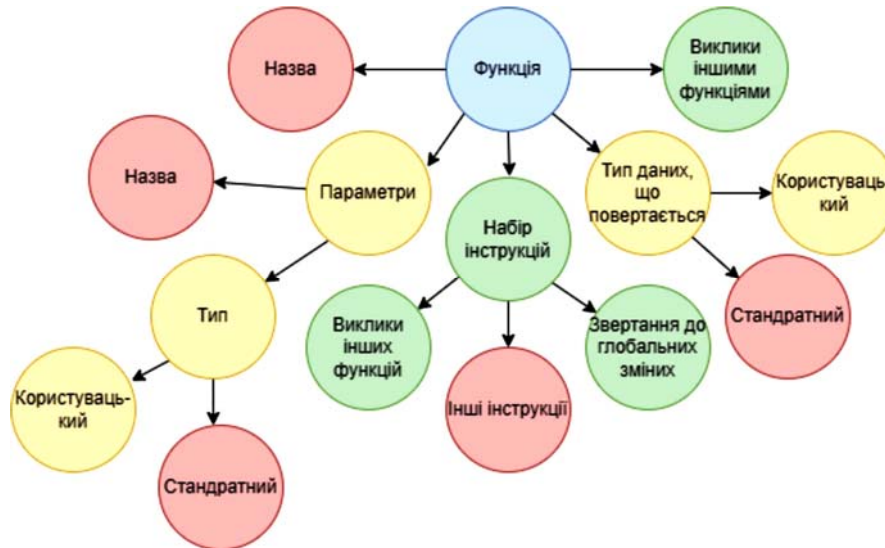 Назва
Функція
Виклики
іншими
функціями
Назва
Параметри
Набір
інструкцій
Тип даних,
що
повертається
Користуваць-
кий
Тип
Виклики
інших
функцій
Інші інструкції
Звертання до
глобальних
зміних
Стандратний
Користуваць-
кий
Стандратний